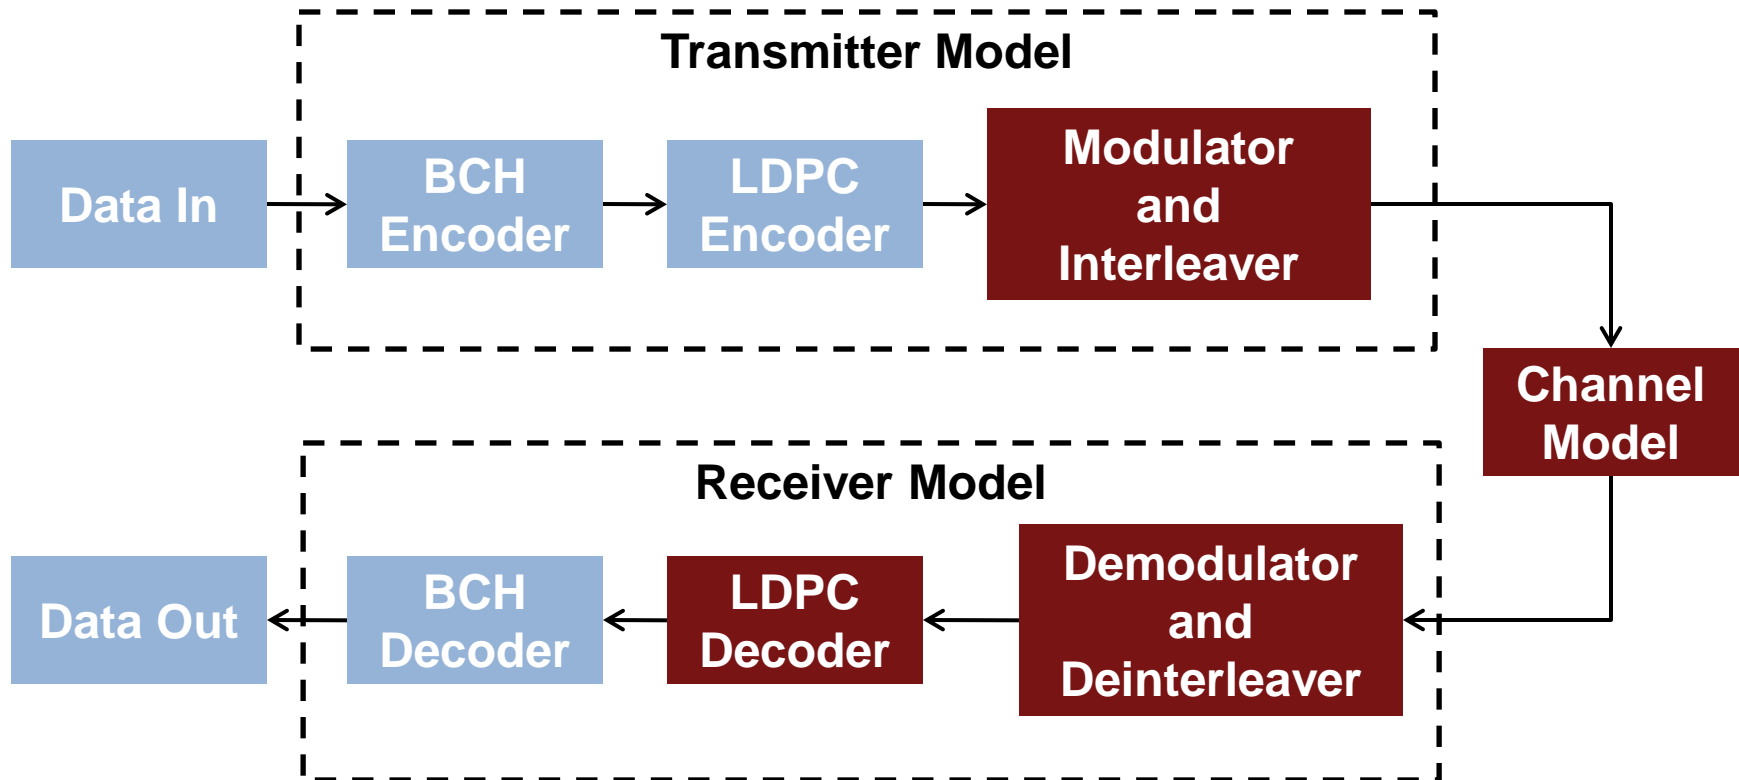 Transmitter Model
Data In
BCH
Encoder
LDPC
Encoder
Modulator
and
Interleaver
Channel
Model
Receiver Model
Demodulator
and
Deinterleaver
LDPC
Decoder
BCH
Decoder
Data Out